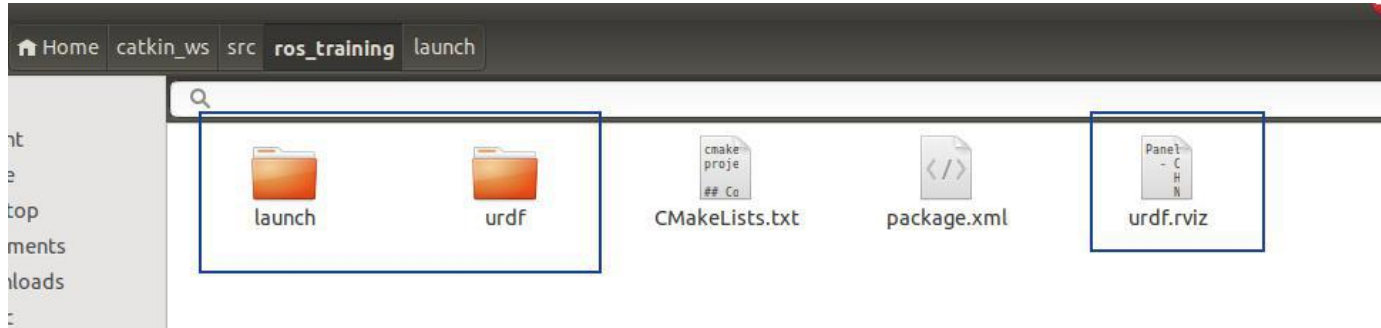 Home catkin_ws src ros_training launch
nt
e
top
ments
nloads
cmake
proje
## Co
</>
Panel
- C
H
N
launch urdf CMakeLists.txt package.xml urdf.rviz